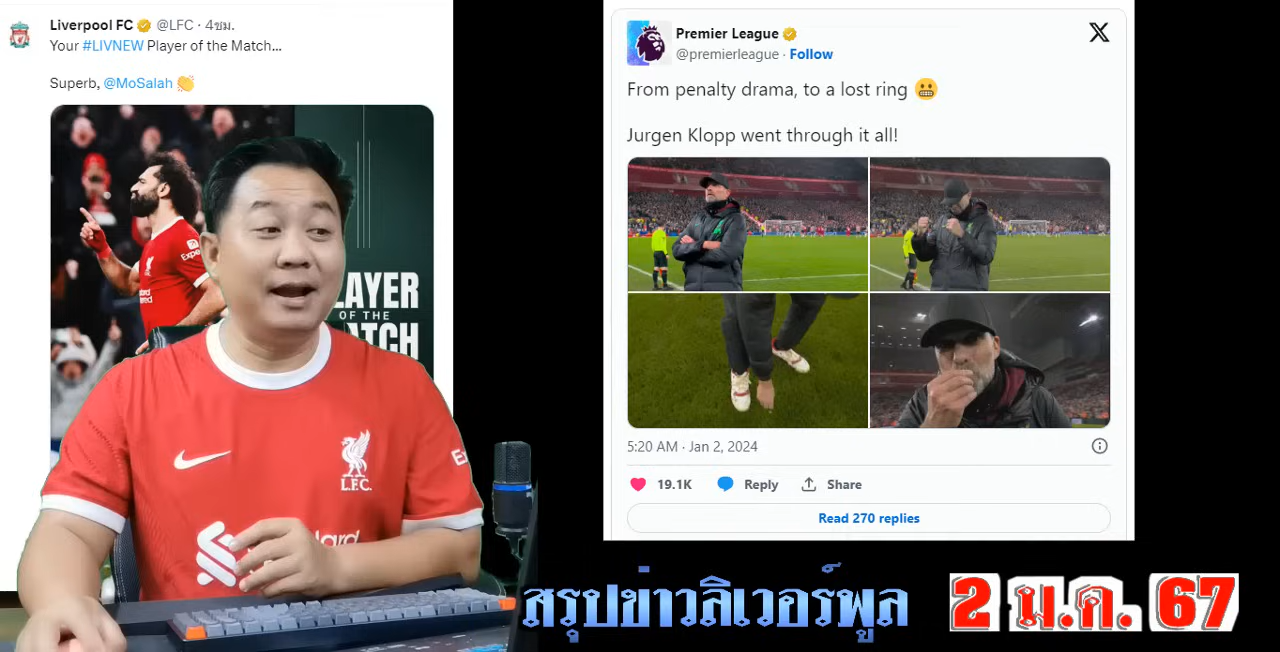 Liverpool FC @LFC · 4ชม.
Your #LIVNEW Player of the Match...
Superb, @MoSalah 👏
Expe
PLAYER
OF THE
MATCH
L.F.C.
Ex
Premier League
@premierleague · Follow
From penalty drama, to a lost ring 😬
Jurgen Klopp went through it all!
5:20 AM · Jan 2, 2024
19.1K Reply Share
Read 270 replies
สรุปข่าวลิเวอร์พูล 2 ม.ค. 67